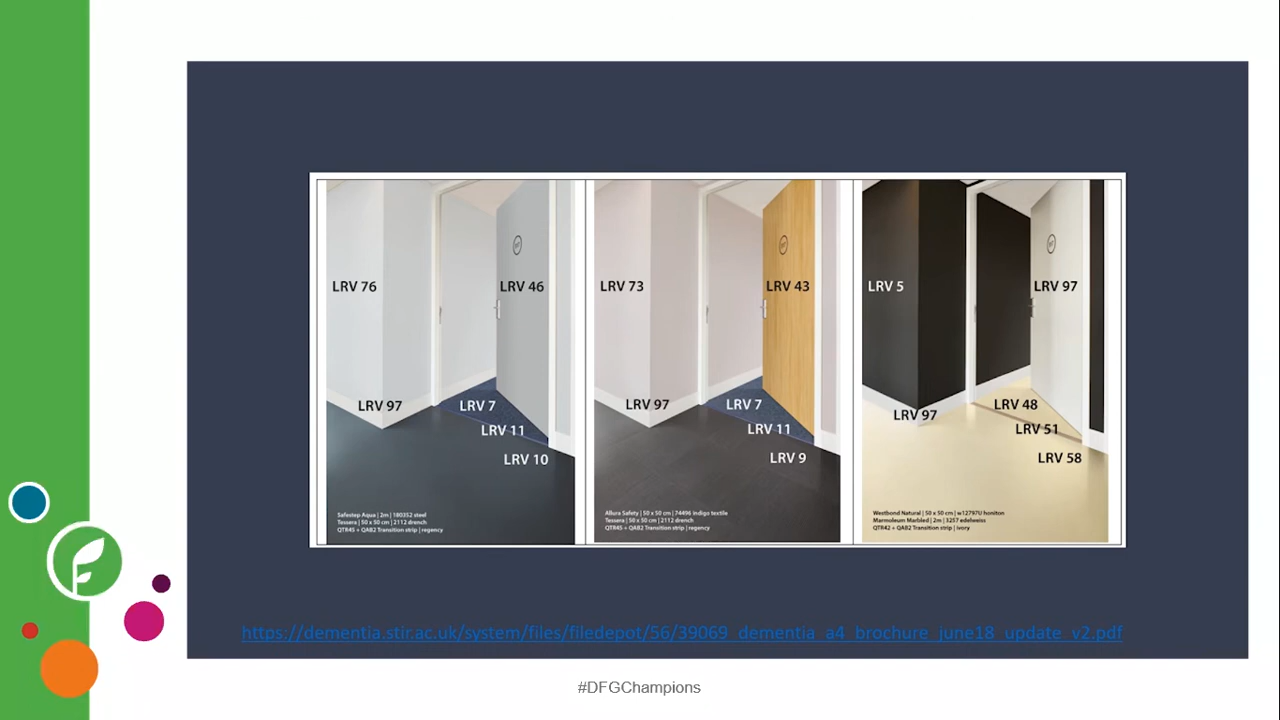 LRV 76
LRV 46
LRV 97
LRV 7
LRV 11
LRV 10
Safestep Aqua | 2m | 180352 steel
Tessera | 50 x 50 cm | 2112 drench
QTR45 + QAB2 Transition strip | regency
LRV 73
LRV 43
LRV 97
LRV 7
LRV 11
LRV 9
Allura Safety | 50 x 50 cm | 74496 indigo textile
Tessera | 50 x 50 cm | 2112 drench
QTR45 + QAB2 Transition strip | regency
LRV 5
LRV 97
LRV 97
LRV 48
LRV 51
LRV 58
Westbond Natural | 50 x 50 cm | w12797U honiton
Marmoleum Marbled | 2m | 3257 edelweiss
QTR42 + QAB2 Transition strip | ivory
https://dementia.stir.ac.uk/system/files/filedepot/56/39069_dementia_a4_brochure_june18_update_v2.pdf
#DFGChampions